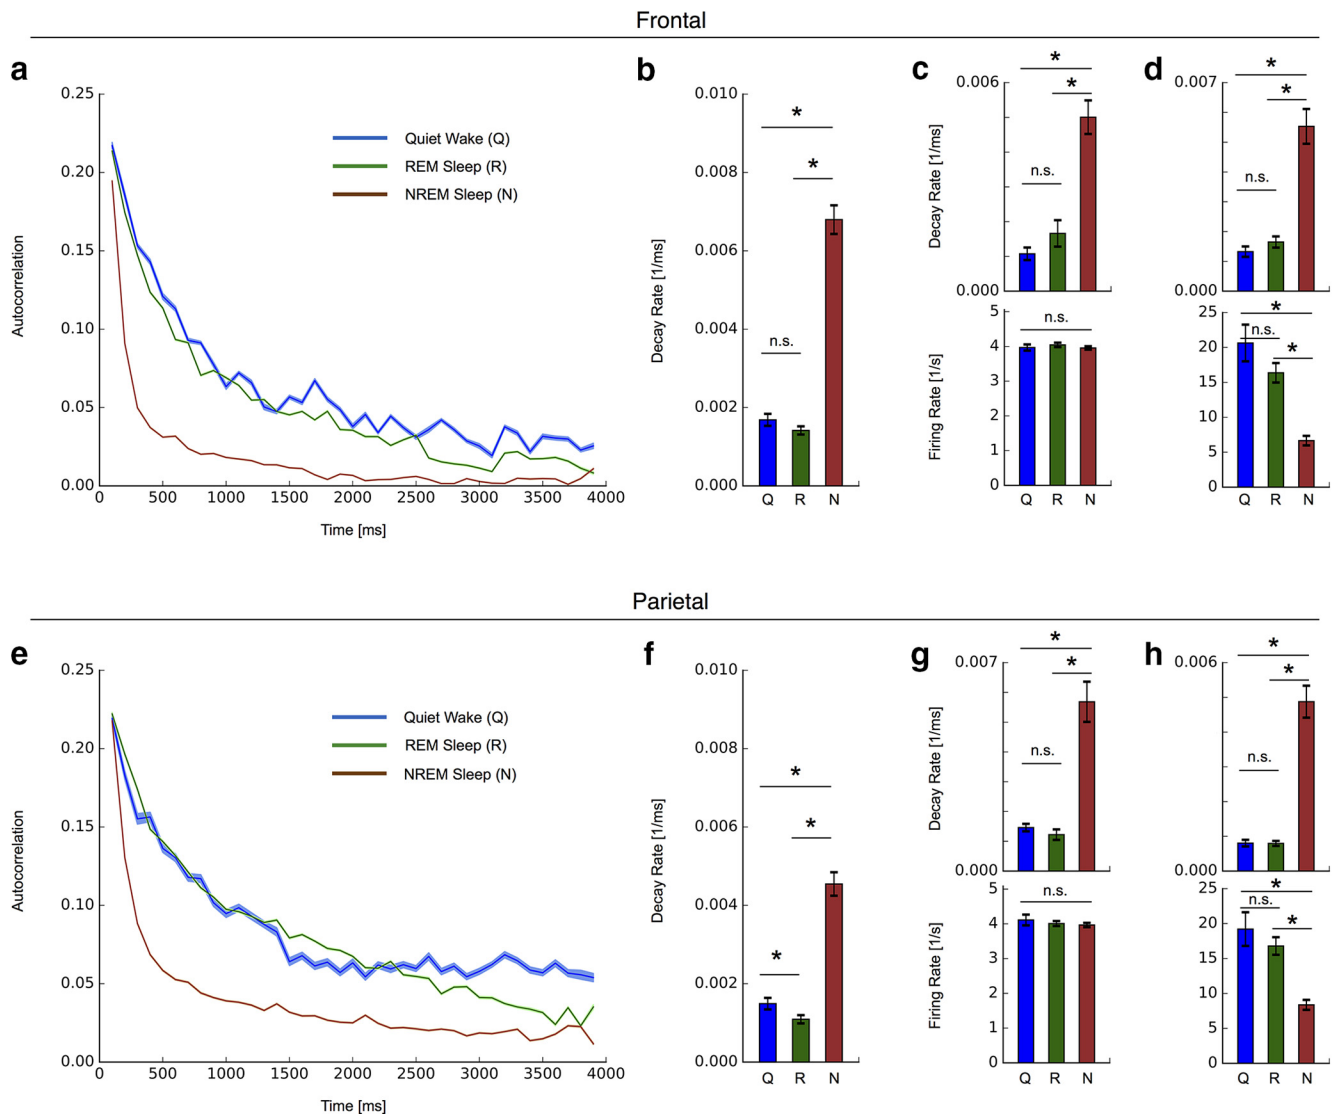 Frontal
a
b
c
d
0.25
0.20
0.15
0.10
0.05
0.00
Autocorrelation
0
500
1000
1500
2000
2500
3000
3500
4000
Time [ms]
Quiet Wake (Q)
REM Sleep (R)
NREM Sleep (N)
0.010
0.008
0.006
0.004
0.002
0.000
Decay Rate [1/ms]
*
*
n.s.
Q R N
0.006
0.000
Decay Rate [1/ms]
*
*
n.s.
5
4
3
2
1
0
Firing Rate [1/s]
n.s.
Q R N
0.007
0.000
*
*
n.s.
25
20
15
10
5
0
*
n.s.
*
Q R N
Parietal
e
f
g
h
0.25
0.20
0.15
0.10
0.05
0.00
Autocorrelation
0
500
1000
1500
2000
2500
3000
3500
4000
Time [ms]
Quiet Wake (Q)
REM Sleep (R)
NREM Sleep (N)
0.010
0.008
0.006
0.004
0.002
0.000
Decay Rate [1/ms]
*
*
*
Q R N
0.007
0.000
Decay Rate [1/ms]
*
*
n.s.
5
4
3
2
1
0
Firing Rate [1/s]
n.s.
Q R N
0.006
0.000
*
*
n.s.
25
20
15
10
5
0
*
n.s.
*
Q R N